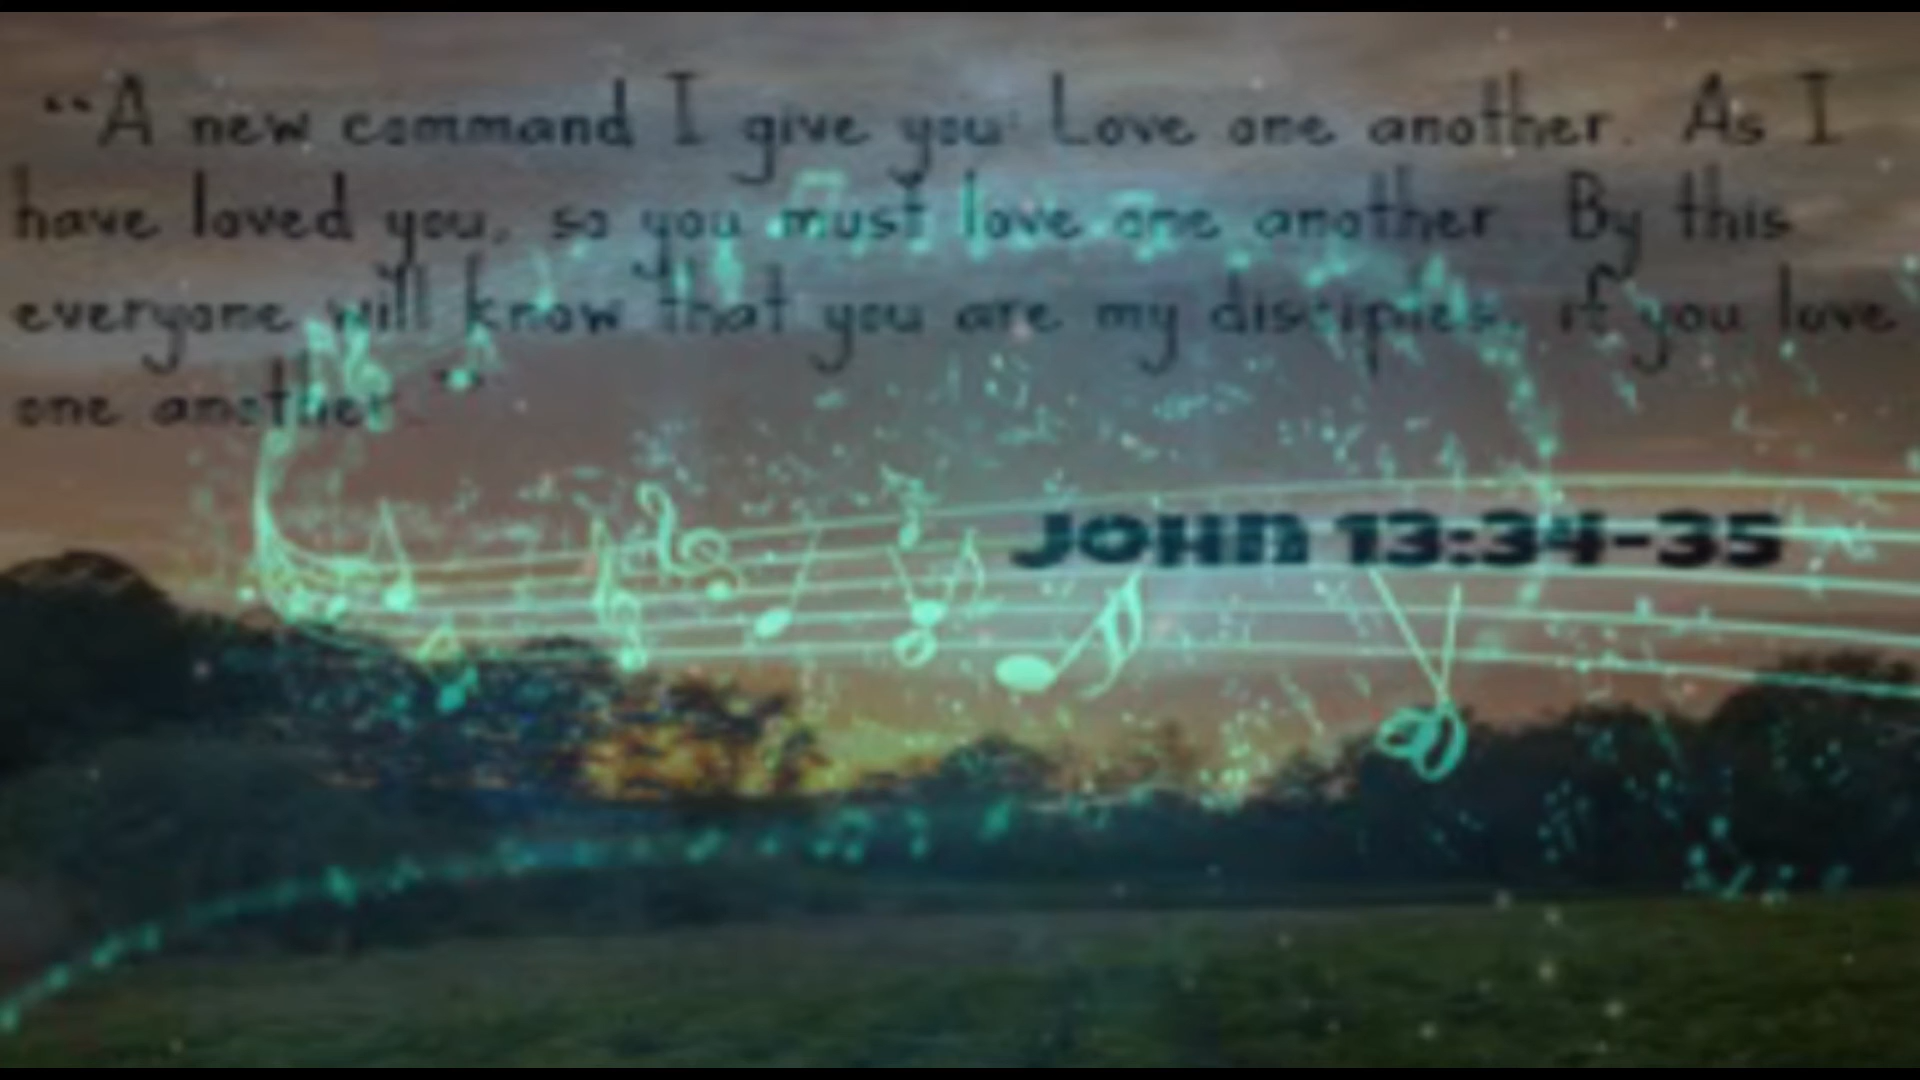 “A new command I give you: Love one another. As I
have loved you, so you must love one another. By this
everyone will know that you are my disciples, if you love
one another.”
JOHN 13:34-35